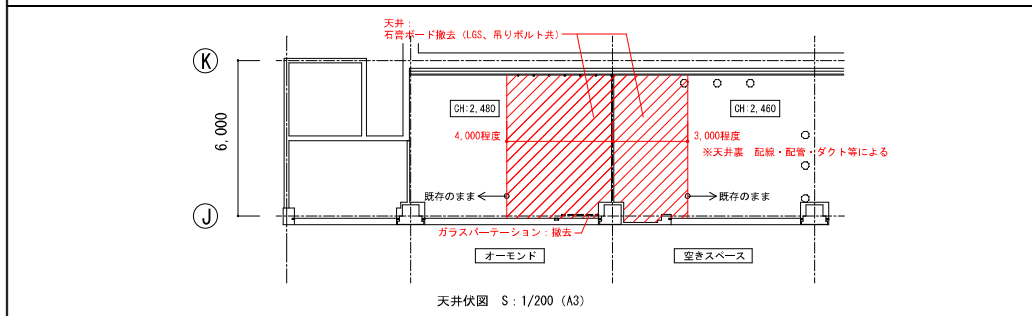 天井：
石膏ボード撤去（LGS、吊りボルト共）
K
CH:2,480
CH:2,460
6,000
4,000程度
3,000程度
※天井裏　配線・配管・ダクト等による
既存のまま
既存のまま
J
ガラスパーテーション：撤去
オーモンド
空きスペース
天井伏図　S：1/200（A3）